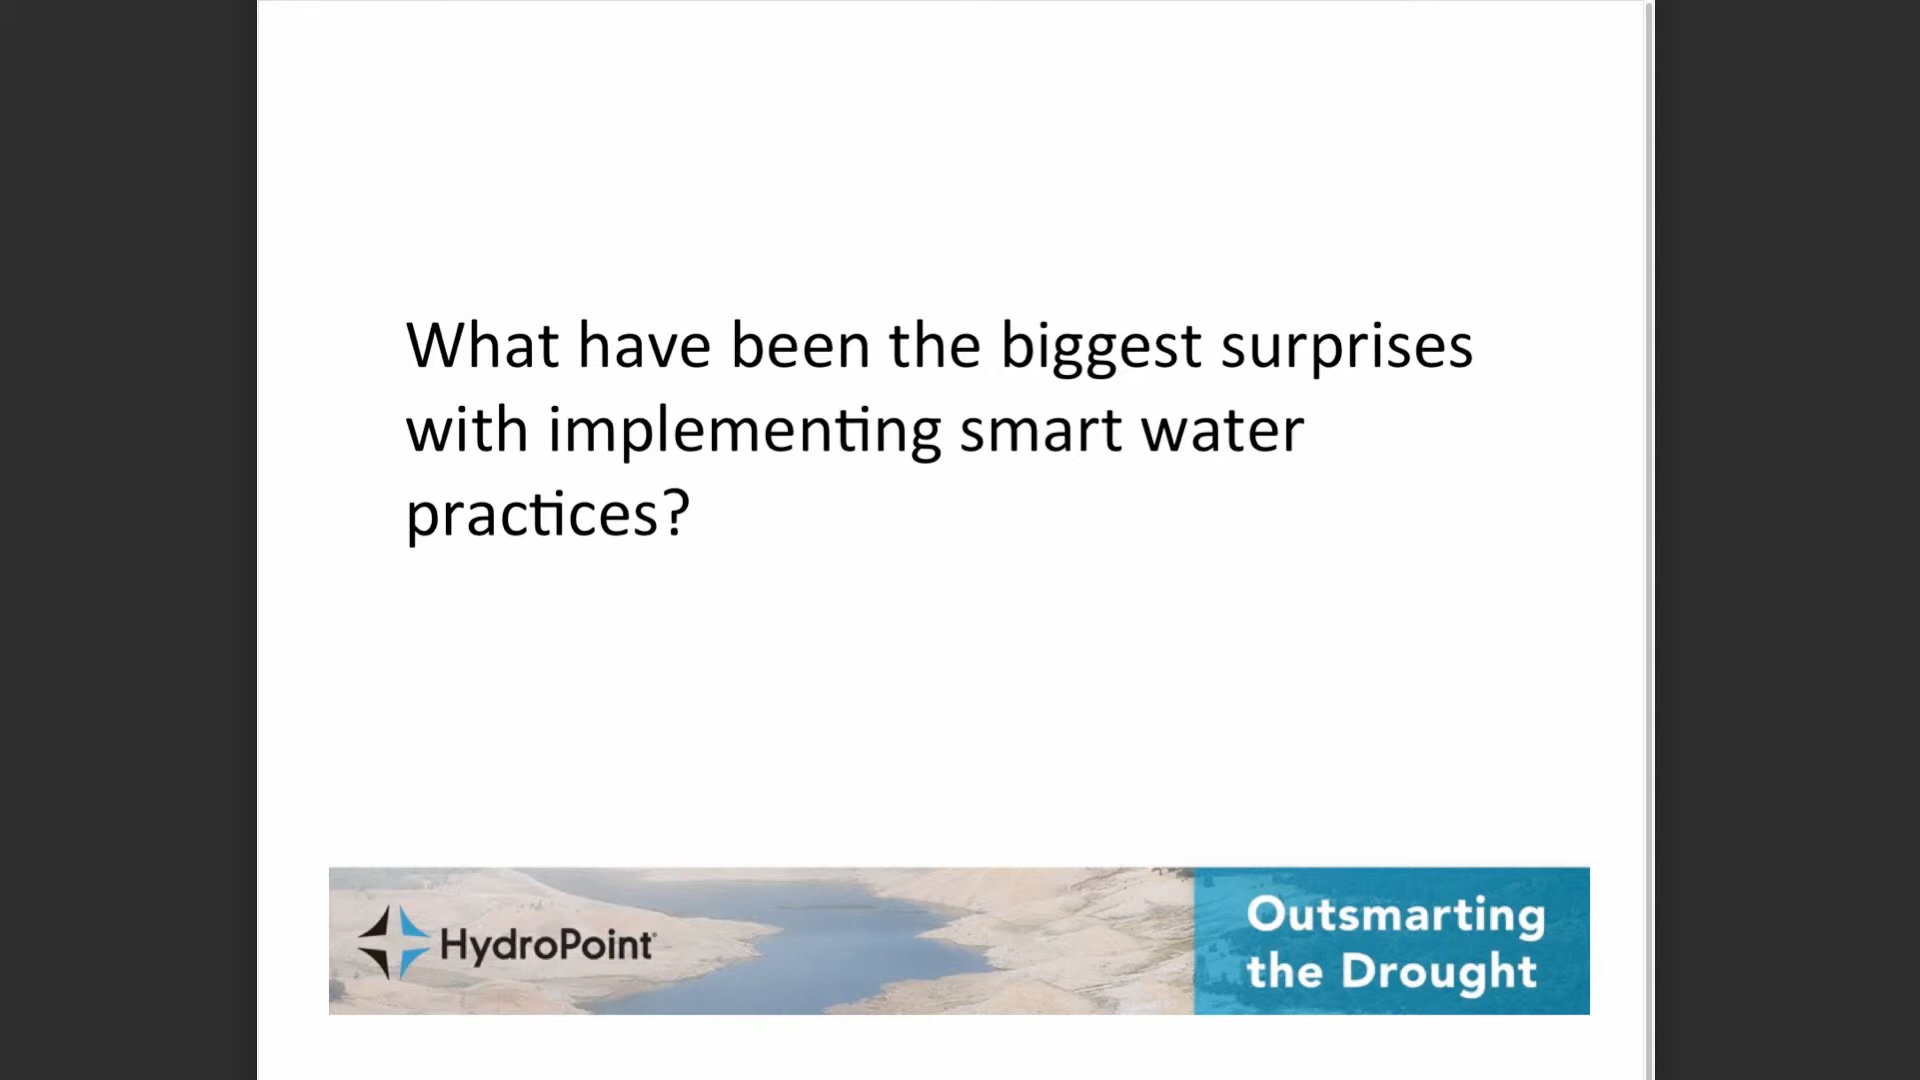 What have been the biggest surprises
with implementing smart water
practices?
HydroPoint
Outsmarting
the Drought